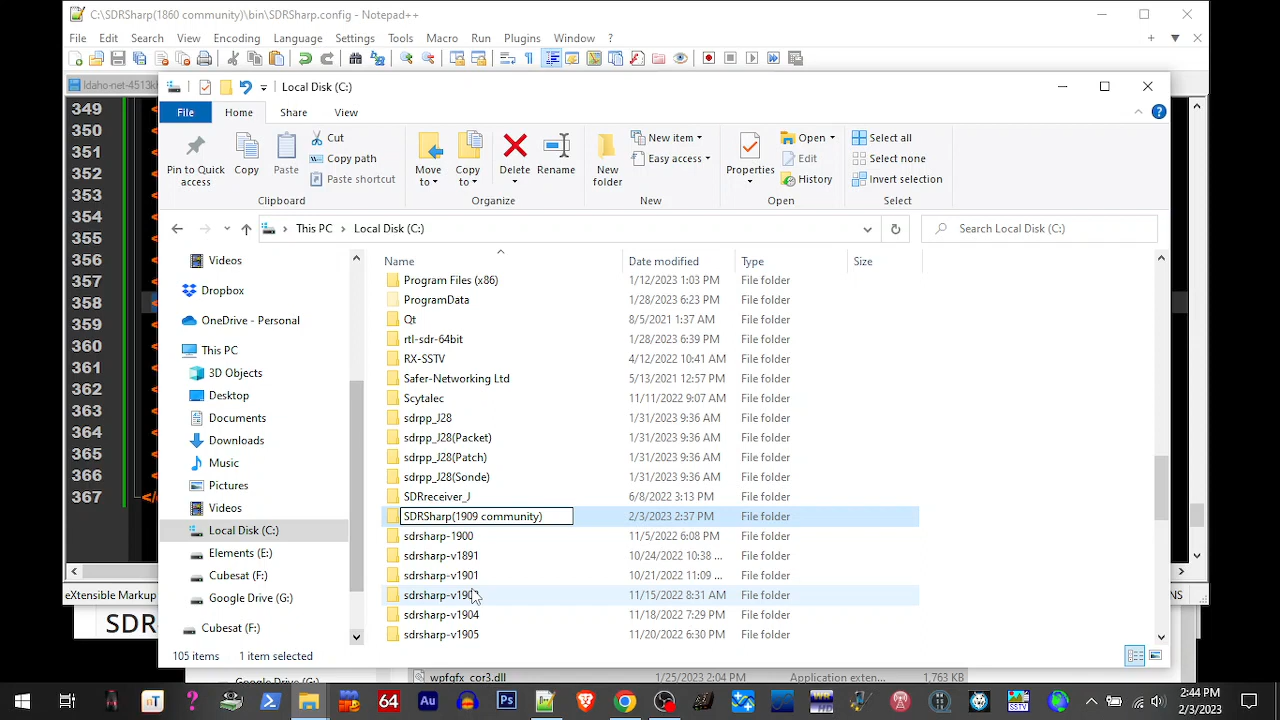 C:\SDRSharp(1860 community)\bin\SDRSharp.config - Notepad++
File Edit Search View Encoding Language Settings Tools Macro Run Plugins Window ?
Idaho-net-4513k
Local Disk (C:)
File Home Share View
Pin to Quick access
Copy
Paste
Cut
Copy path
Paste shortcut
Clipboard
Move to
Copy to
Delete
Rename
Organize
New folder
New item
Easy access
New
Properties
Open
Edit
History
Open
Select all
Select none
Invert selection
Select
This PC > Local Disk (C:)
Search Local Disk (C:)
Videos
Dropbox
OneDrive - Personal
This PC
3D Objects
Desktop
Documents
Downloads
Music
Pictures
Videos
Local Disk (C:)
Elements (E:)
Cubesat (F:)
Google Drive (G:)
Cubesat (F:)
Name Date modified Type Size
Program Files (x86) 1/12/2023 1:03 PM File folder
ProgramData 1/28/2023 6:23 PM File folder
Qt 8/5/2021 1:37 AM File folder
rtl-sdr-64bit 1/28/2023 6:39 PM File folder
RX-SSTV 4/12/2022 10:41 AM File folder
Safer-Networking Ltd 5/13/2021 12:57 PM File folder
Scytalec 11/11/2022 9:07 AM File folder
sdrpp_J28 1/31/2023 9:36 AM File folder
sdrpp_J28(Packet) 1/31/2023 9:36 AM File folder
sdrpp_J28(Patch) 1/31/2023 9:36 AM File folder
sdrpp_J28(Sonde) 1/31/2023 9:36 AM File folder
SDRreceiver_J 6/8/2022 3:13 PM File folder
SDRSharp(1909 community) 2/3/2023 2:37 PM File folder
sdrsharp-1900 11/5/2022 6:08 PM File folder
sdrsharp-v1891 10/24/2022 10:38 ... File folder
sdrsharp-v1901 10/21/2022 11:09 ... File folder
11/15/2022 8:31 AM File folder
sdrsharp-v1904 11/18/2022 7:29 PM File folder
sdrsharp-v1905 11/20/2022 6:30 PM File folder
105 items 1 item selected
349
350
351
352
353
354
355
356
357
358
359
360
361
362
363
364
365
366
367
eXtensible Markup
NS
SDR
wpfgfx_cor3.dll 1/25/2023 2:04 PM Application exten... 1,763 KB
2:44 PM
2/3/2023